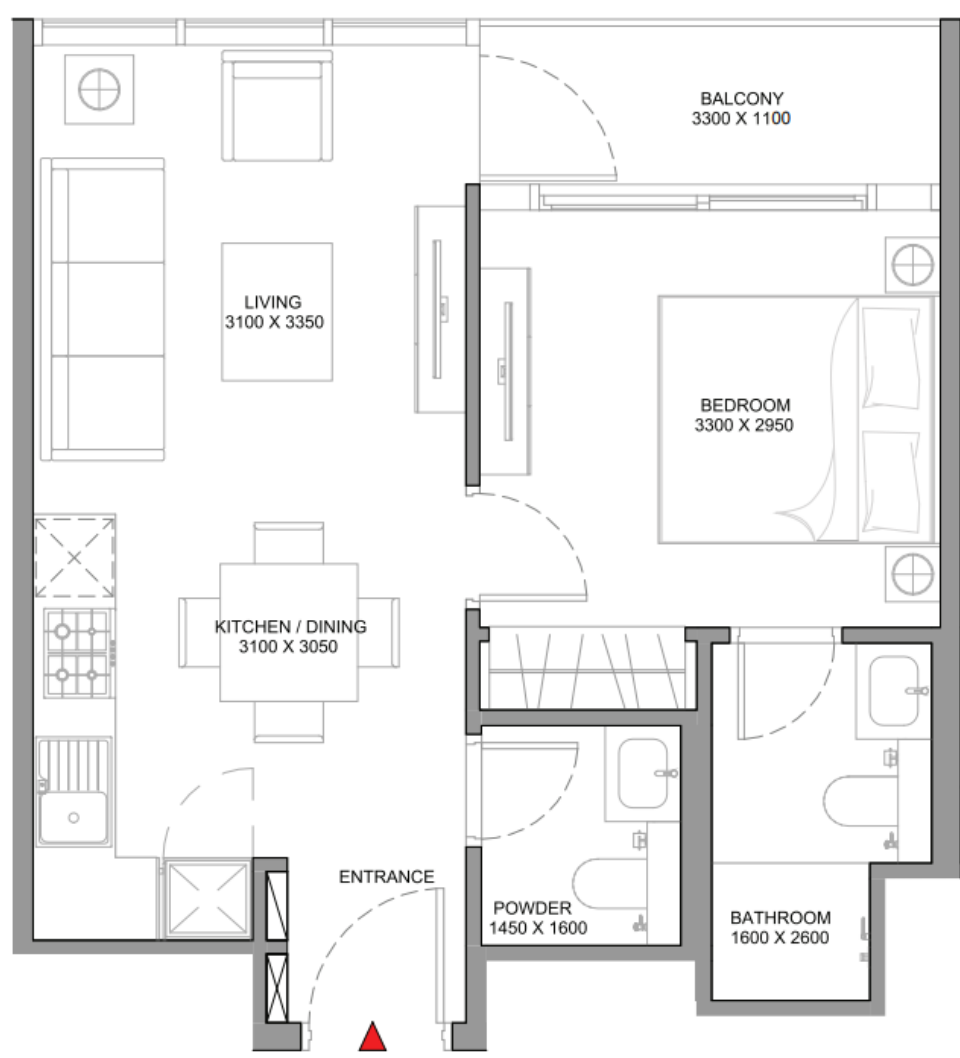 BALCONY
3300 X 1100
LIVING
3100 X 3350
BEDROOM
3300 X 2950
KITCHEN / DINING
3100 X 3050
ENTRANCE
POWDER
1450 X 1600
BATHROOM
1600 X 2600